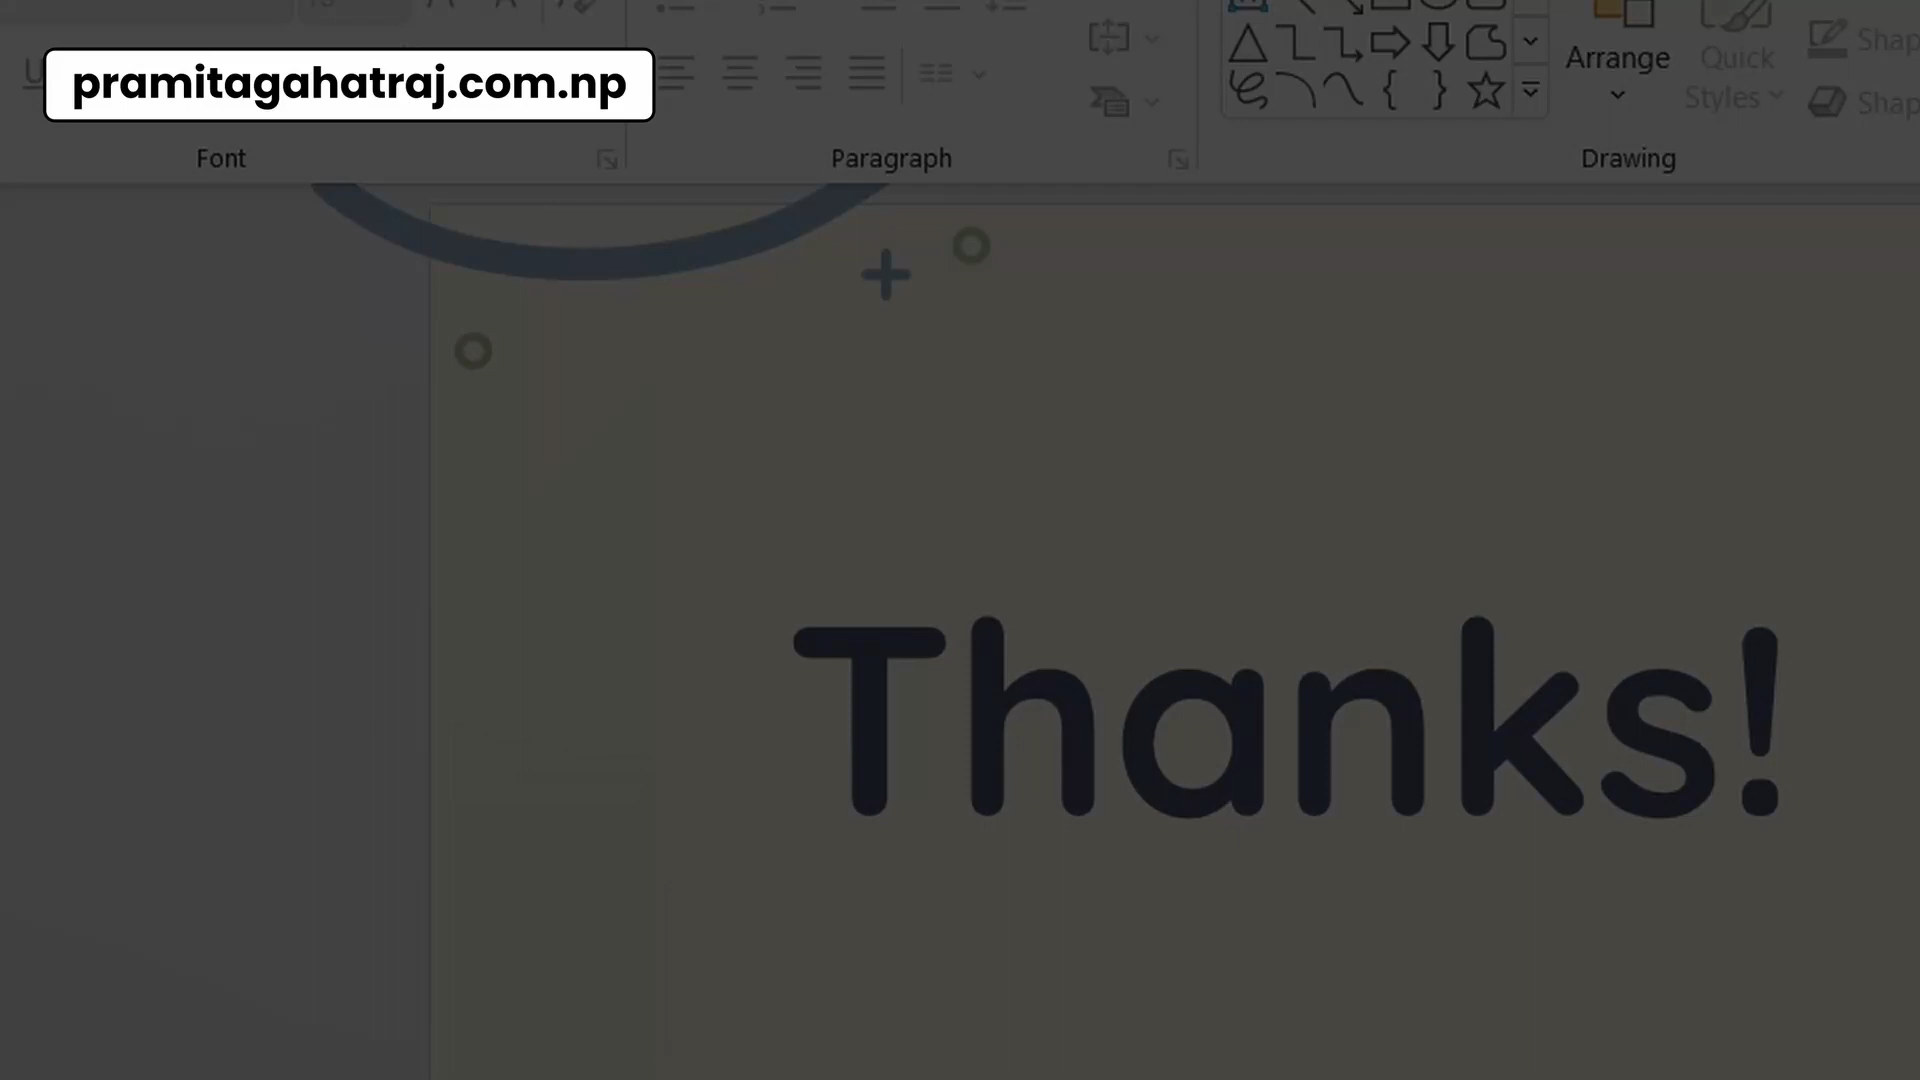 pramitagahatraj.com.np
Arrange
Quick
Styles
Font
Paragraph
Drawing
Thanks!